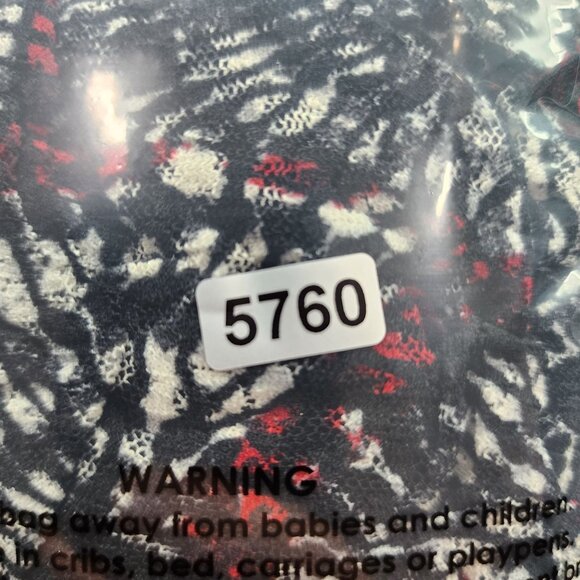 5760
WARNING
bag away from babies and children.
in cribs, bed, carriages or playpens.